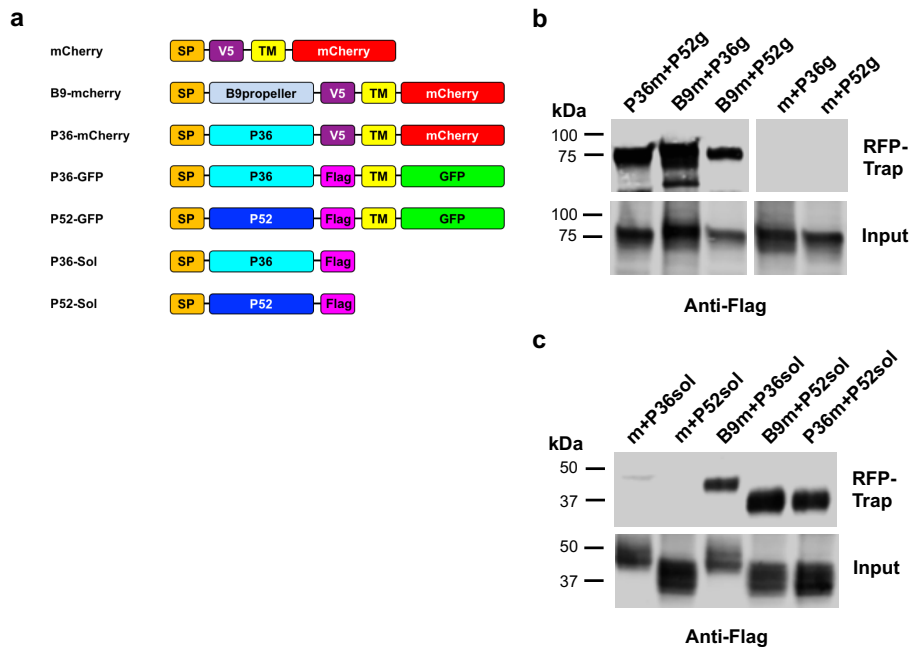 a
mCherry
SP V5 TM mCherry
B9-mcherry
SP B9propeller V5 TM mCherry
P36-mCherry
SP P36 V5 TM mCherry
P36-GFP
SP P36 Flag TM GFP
P52-GFP
SP P52 Flag TM GFP
P36-Sol
SP P36 Flag
P52-Sol
SP P52 Flag
b
P36m+P52g
B9m+P36g
B9m+P52g
m+P36g
m+P52g
kDa
100
75
RFP-
Trap
100
75
Input
Anti-Flag
c
m+P36sol
m+P52sol
B9m+P36sol
B9m+P52sol
P36m+P52sol
kDa
50
37
RFP-
Trap
50
37
Input
Anti-Flag